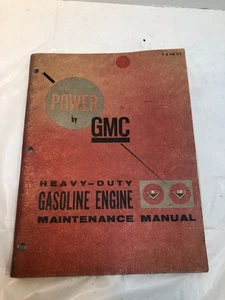 POWER
by
GMC
HEAVY-DUTY
GASOLINE ENGINE
MAINTENANCE MANUAL